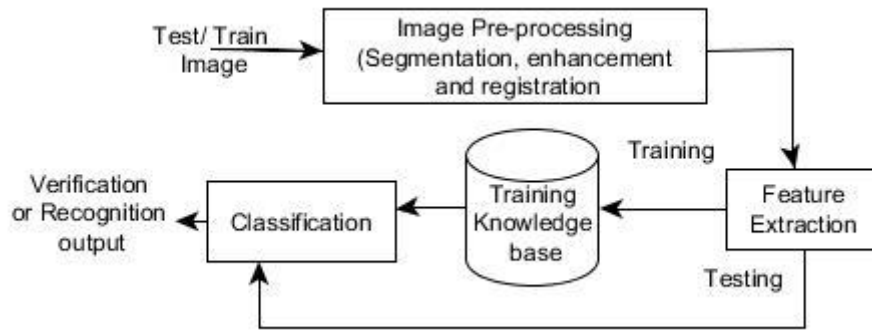 Test/ Train
Image
Image Pre-processing
(Segmentation, enhancement
and registration
Training
Feature
Extraction
Training
Knowledge
base
Classification
Verification
or Recognition
output
Testing